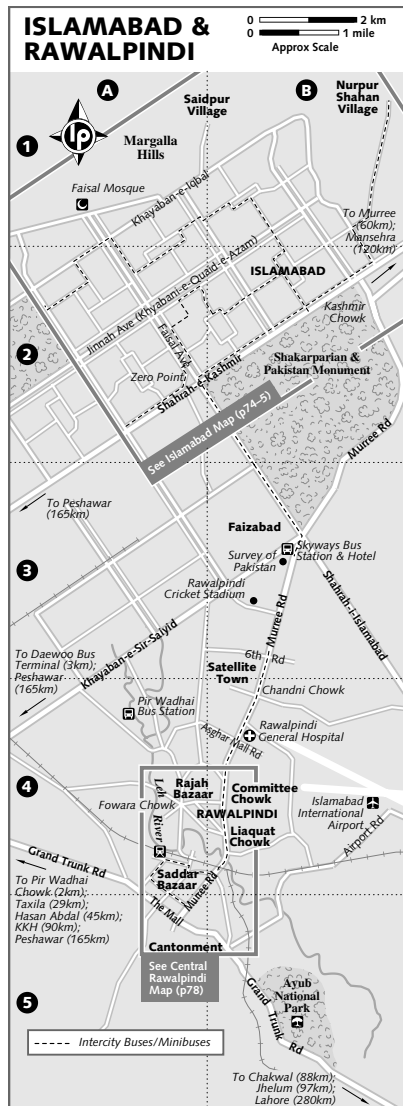 ISLAMABAD &
RAWALPINDI
0 2 km
0 1 mile
Approx Scale
A
B
Saidpur
Village
Nurpur
Shahan
Village
1
lp
Margalla
Hills
Faisal Mosque
Khayaban-e-Iqbal
To Murree
(60km);
Mansehra
(120km)
Jinnah Ave (Khyabani-e-Quaid-e-Azam)
ISLAMABAD
Kashmir
Chowk
2
Faisal Ave
Zero Point
Shahrah-e-Kashmir
Shakarparian &
Pakistan Monument
See Islamabad Map (p74-5)
Murree Rd
To Peshawar
(165km)
Faizabad
Skyways Bus
Station & Hotel
3
Survey of
Pakistan
Rawalpindi
Cricket Stadium
Murree Rd
Shahrah-i-Islamabad
Khayaban-e-Sir-Saiyid
To Daewoo Bus
Terminal (3km);
Peshawar
(165km)
6th Rd
Satellite
Town
Chandni Chowk
Pir Wadhai
Bus Station
Asghar Mall Rd
Rawalpindi
General Hospital
4
Leh River
Rajah
Bazaar
Committee
Chowk
Fowara Chowk
RAWALPINDI
Islamabad
International
Airport
Liaquat
Chowk
Airport Rd
Grand Trunk Rd
Saddar
Bazaar
Murree Rd
To Pir Wadhai
Chowk (2km);
Taxila (29km);
Hasan Abdal (45km);
KKH (90km);
Peshawar (165km)
The Mall
Cantonment
See Central
Rawalpindi
Map (p78)
Ayub
National
Park
5
Grand Trunk Rd
Intercity Buses/Minibuses
To Chakwal (88km);
Jhelum (97km);
Lahore (280km)